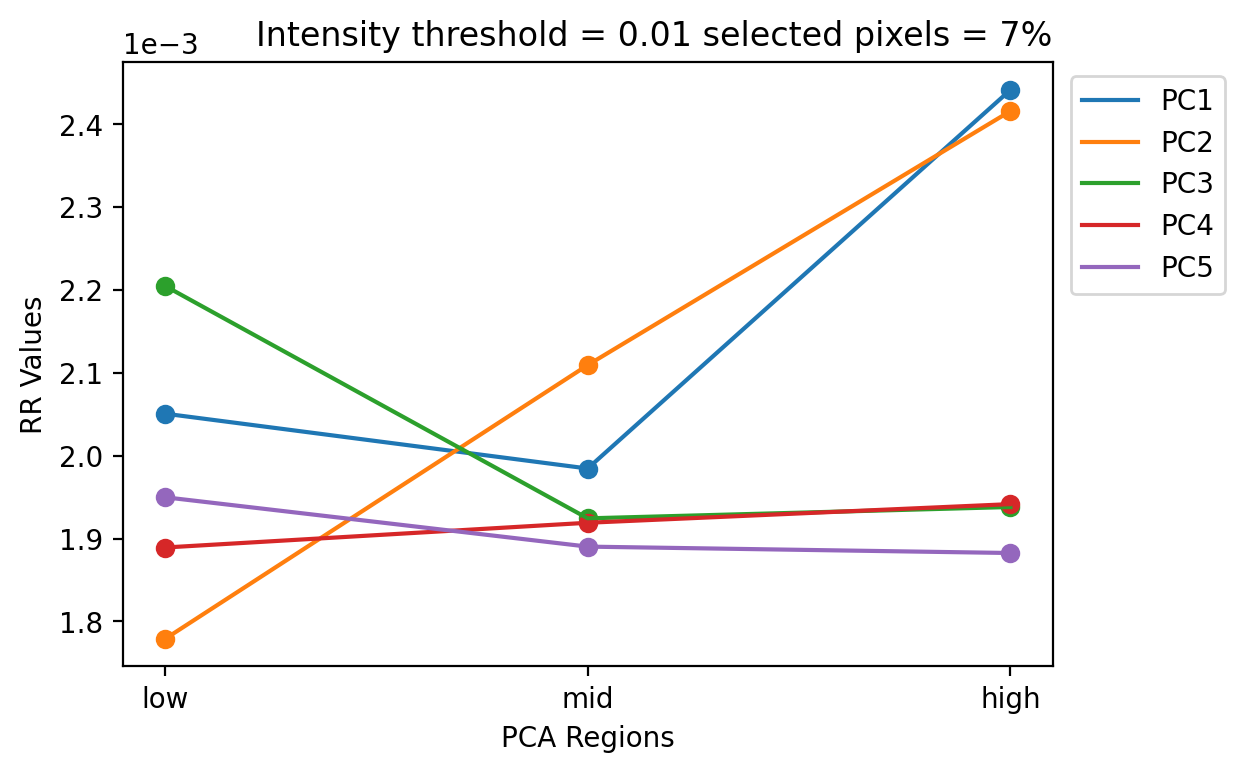 Intensity threshold = 0.01 selected pixels = 7%
1e−3
2.4
2.3
2.2
2.1
2.0
1.9
1.8
RR Values
low mid high
PCA Regions
PC1
PC2
PC3
PC4
PC5